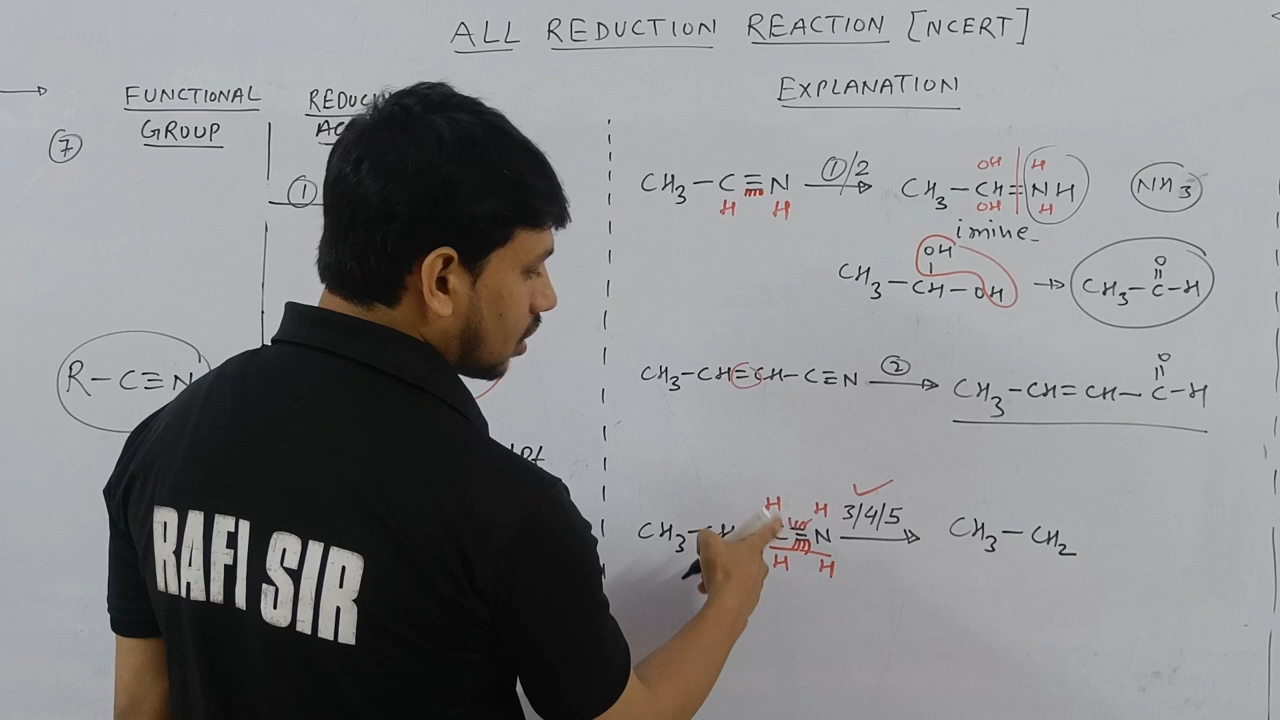 ALL REDUCTION REACTION [NCERT]
FUNCTIONAL GROUP
EXPLANATION
7
1
R-C≡N
CH3-C≡N
H H
①/2
CH3-CH=NH
OH H
OH H
imine
NH3
OH
CH3-CH-OH
O
CH3-C-H
CH3-CH=CH-C≡N
②
O
CH3-CH=CH-C-H
H H
CH3- C≡N
H H
3/4/5
CH3-CH2
RAFI SIR